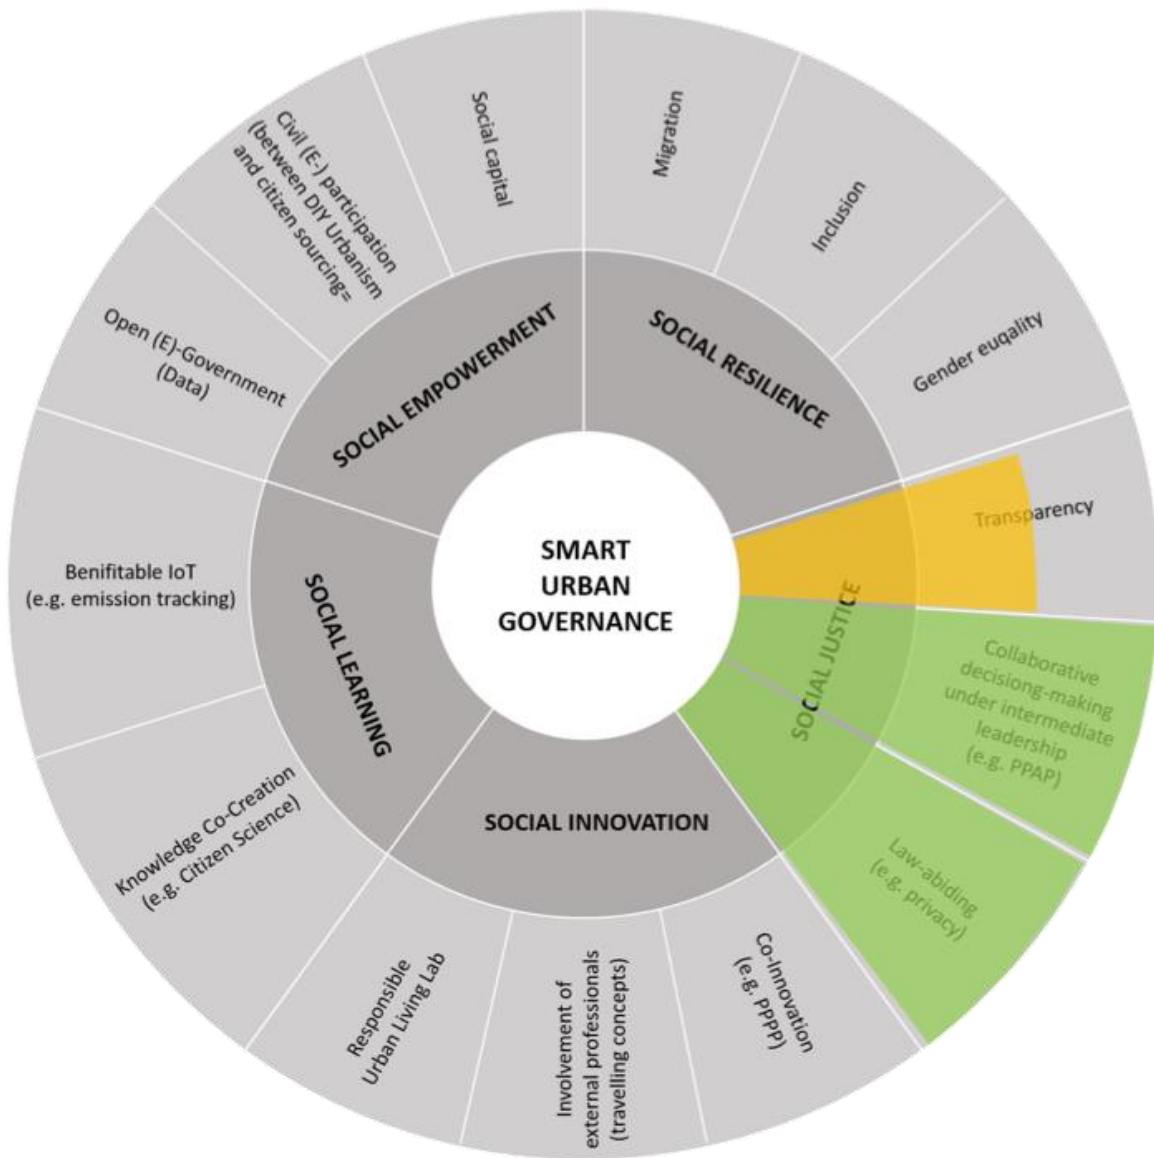 SMART
URBAN
GOVERNANCE
SOCIAL RESILIENCE
Migration
Inclusion
Gender euqality
SOCIAL JUSTICE
Transparency
Collaborative
decisiong-making
under intermediate
leadership
(e.g. PPAP)
Law-abiding
(e.g. privacy)
SOCIAL INNOVATION
Co-Innovation
(e.g. PPPP)
Involvement of
external professionals
(travelling concepts)
Responsible
Urban Living Lab
SOCIAL LEARNING
Knowledge Co-Creation
(e.g. Citizen Science)
Benifitable IoT
(e.g. emission tracking)
SOCIAL EMPOWERMENT
Open (E)-Government
(Data)
Civil (E-) participation
(between DIY Urbanism
and citizen sourcing=
Social capital